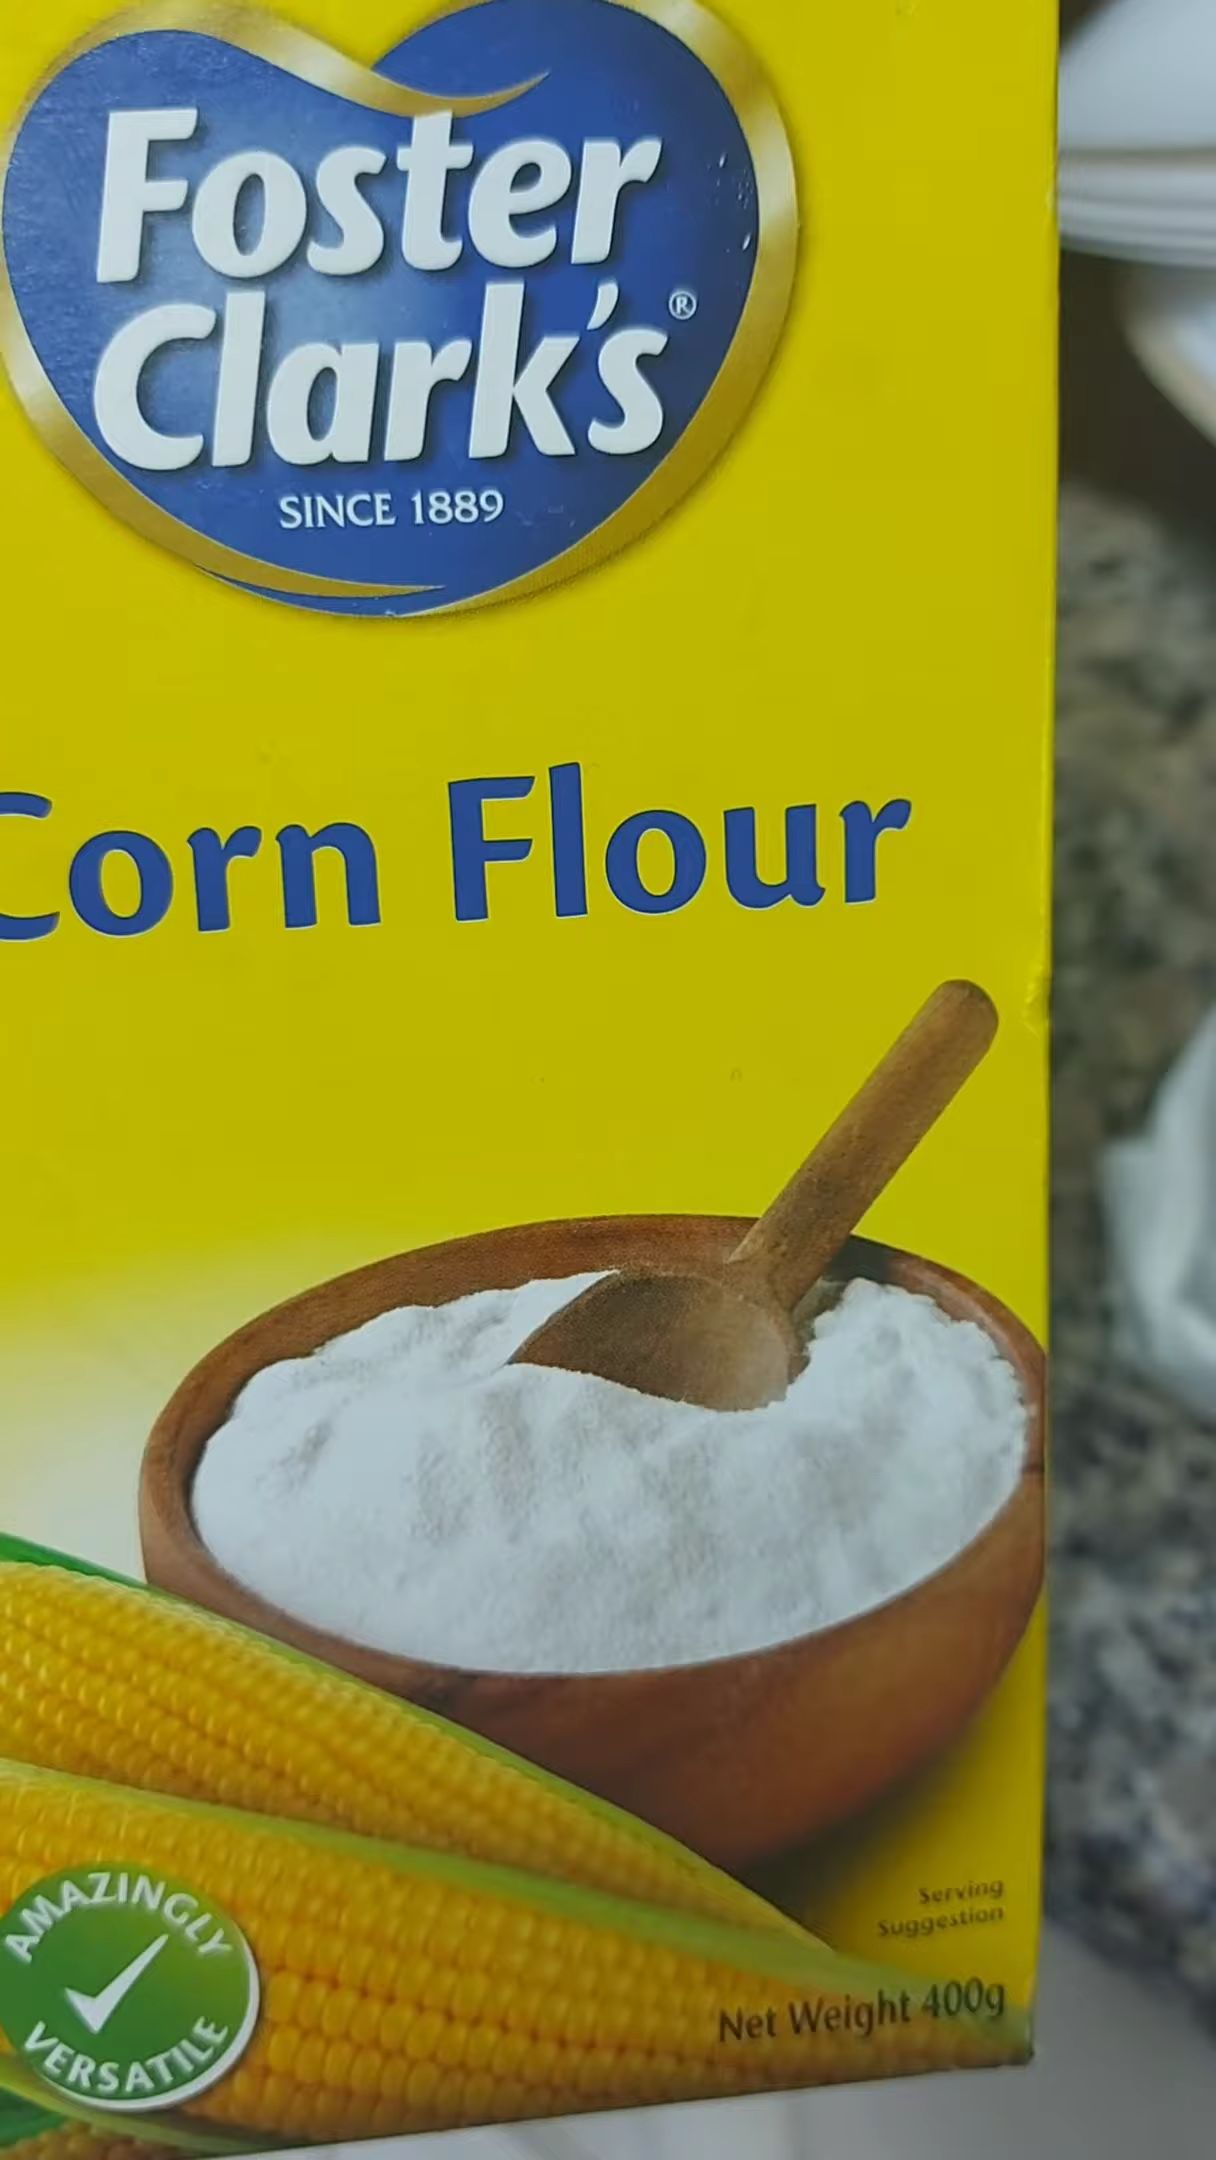 Foster
Clark's®
SINCE 1889
Corn Flour
AMAZINGLY
VERSATILE
Serving
Suggestion
Net Weight 400g